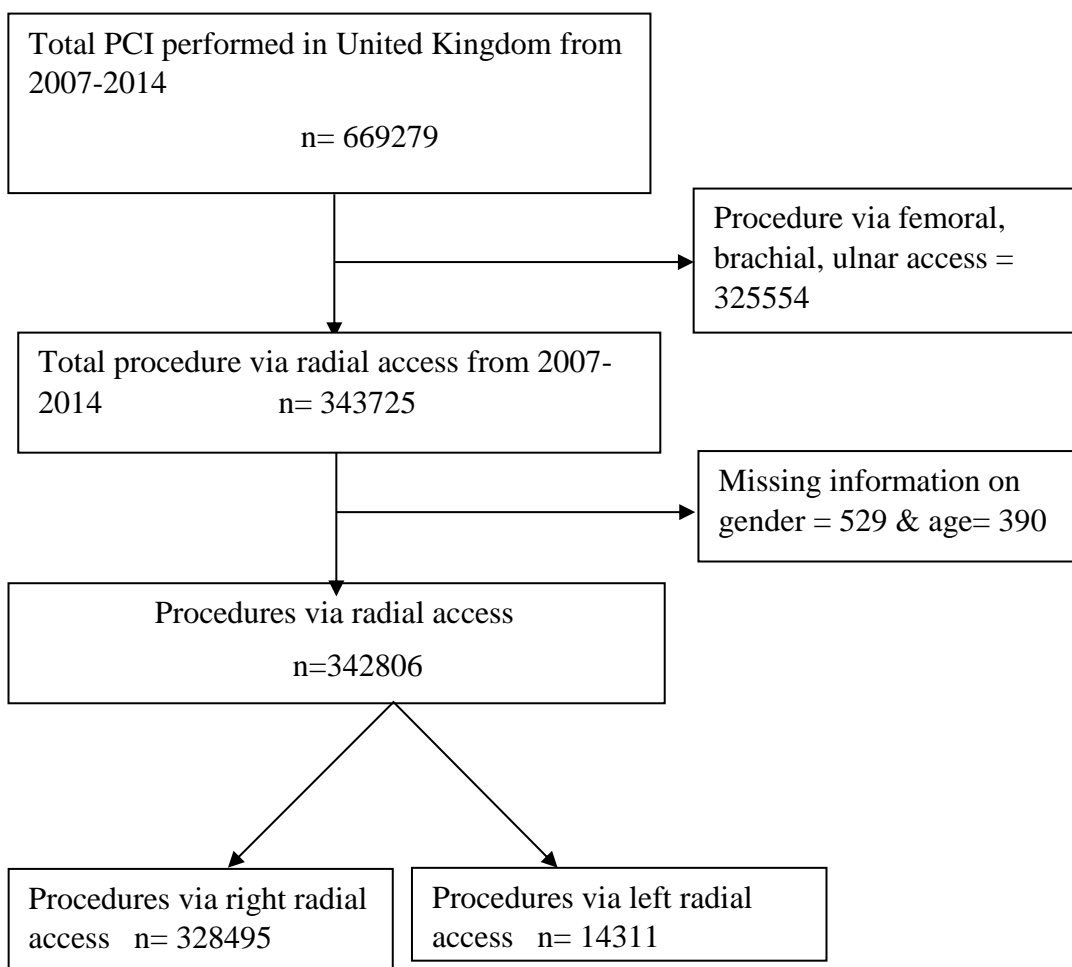 Total PCI performed in United Kingdom from
2007-2014
n= 669279
Procedure via femoral,
brachial, ulnar access =
325554
Total procedure via radial access from 2007-
2014 n= 343725
Missing information on
gender = 529 & age= 390
Procedures via radial access
n=342806
Procedures via right radial
access n= 328495
Procedures via left radial
access n= 14311